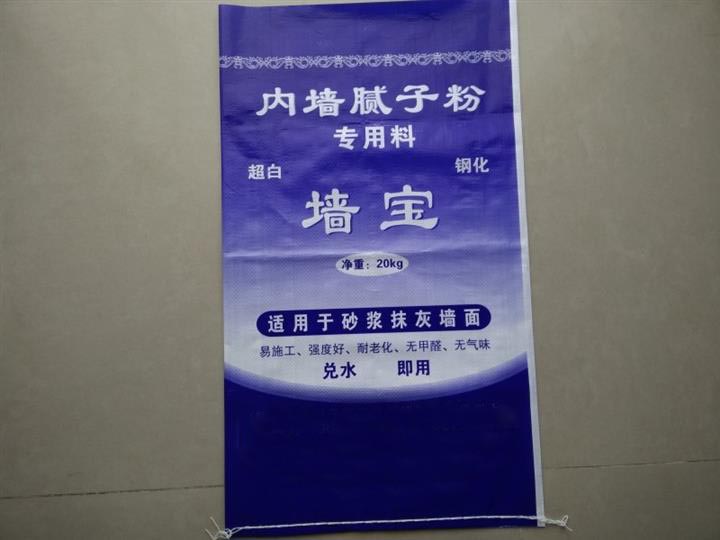 内墙腻子粉
专用料
超白 钢化
墙宝
净重：20kg
适用于砂浆抹灰墙面
易施工、强度好、耐老化、无甲醛、无气味
兑水 即用